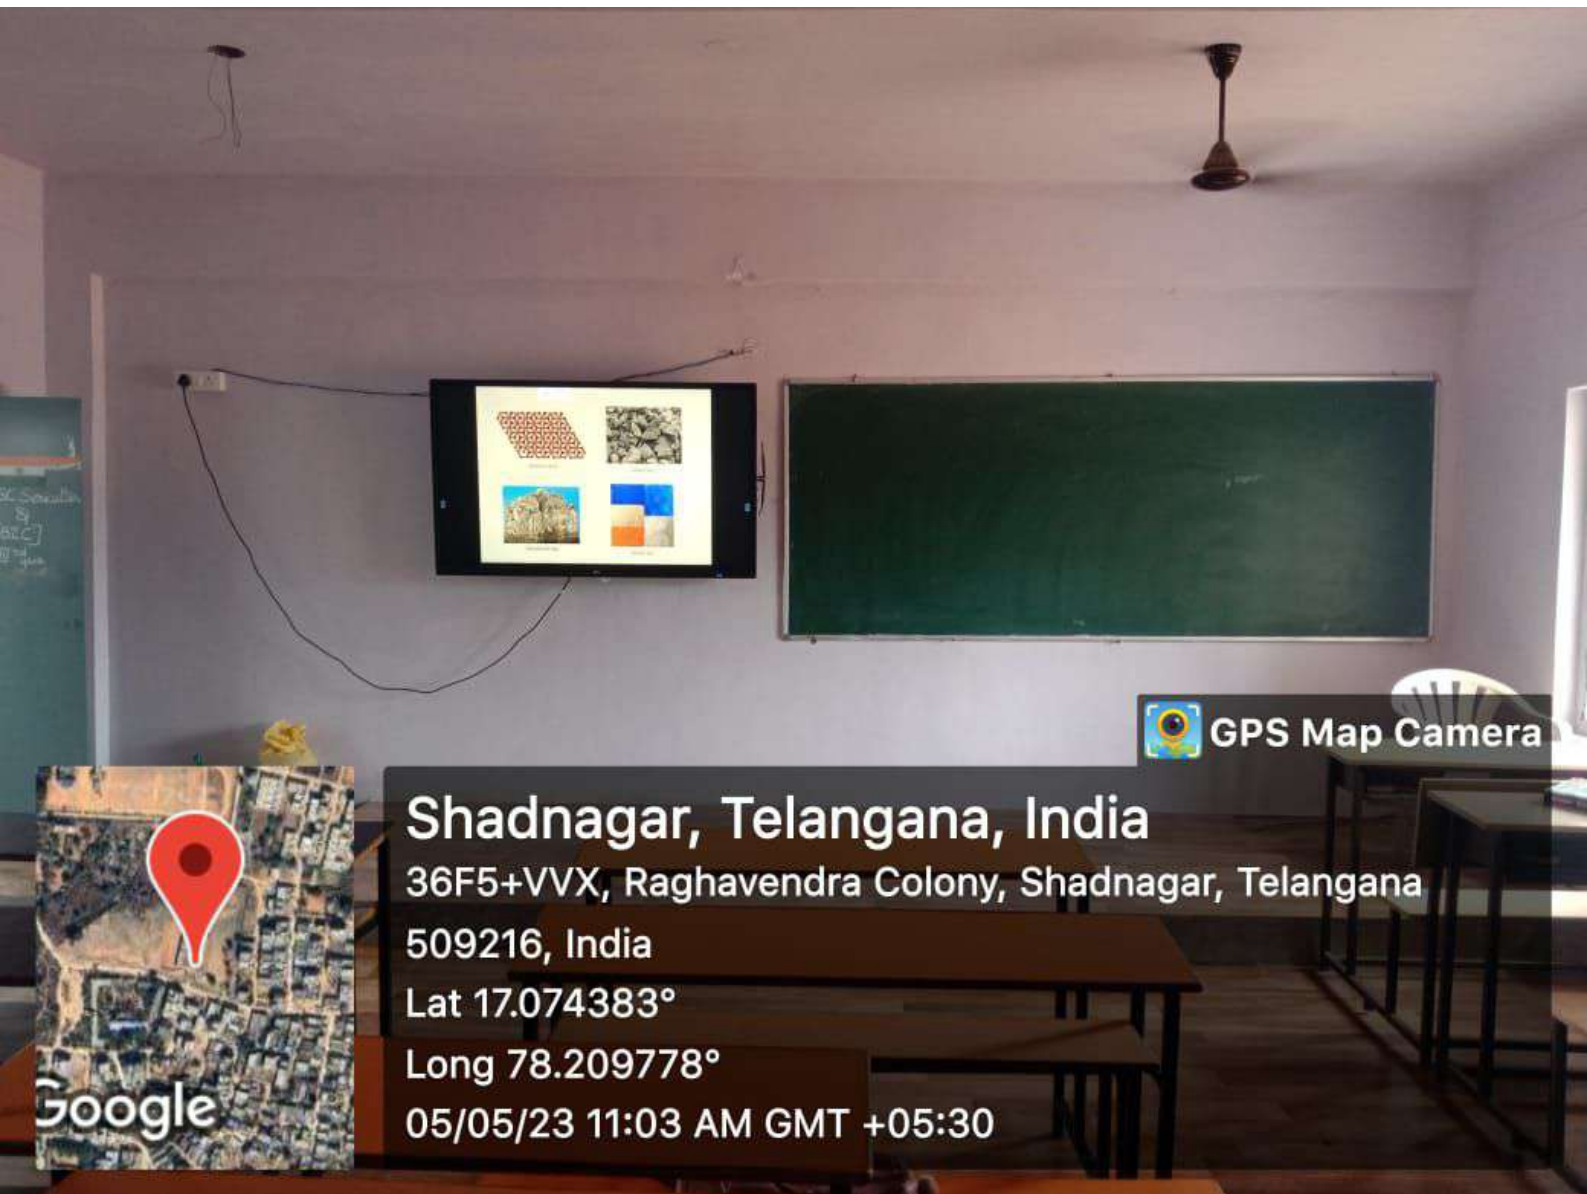 &
GPS Map Camera
Shadnagar, Telangana, India
36F5+VVX, Raghavendra Colony, Shadnagar, Telangana
509216, India
Lat 17.074383°
Long 78.209778°
05/05/23 11:03 AM GMT +05:30
Google